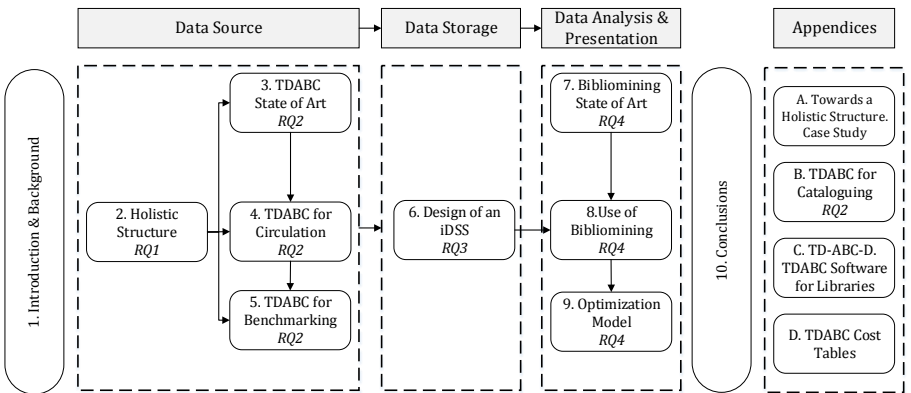 Data Source
Data Storage
Data Analysis &
Presentation
Appendices
1. Introduction & Background
2. Holistic
Structure
RQ1
3. TDABC
State of Art
RQ2
4. TDABC for
Circulation
RQ2
5. TDABC for
Benchmarking
RQ2
6. Design of an
iDSS
RQ3
7. Bibliomining
State of Art
RQ4
8.Use of
Bibliomining
RQ4
9. Optimization
Model
RQ4
10. Conclusions
A. Towards a
Holistic Structure.
Case Study
B. TDABC for
Cataloguing
RQ2
C. TD-ABC-D.
TDABC Software
for Libraries
D. TDABC Cost
Tables